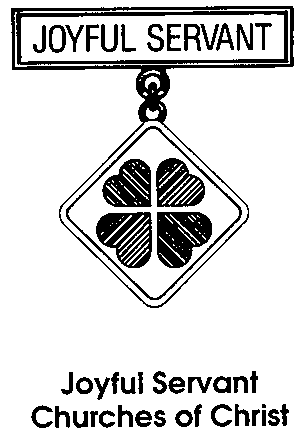 JOYFUL SERVANT
Joyful Servant
Churches of Christ